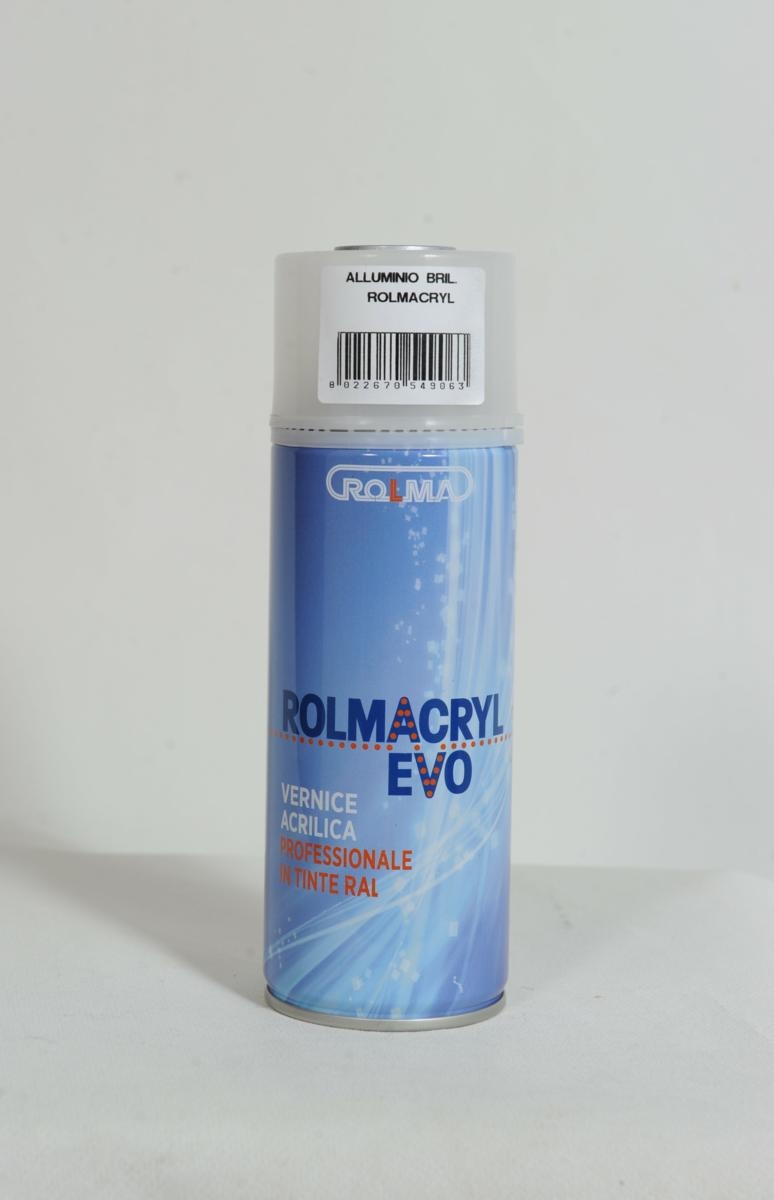 ALLUMINIO BRIL.
ROLMACRYL
8 022670 549063
ROLMA
ROLMACRYL
EVO
VERNICE
ACRILICA
PROFESSIONALE
IN TINTE RAL